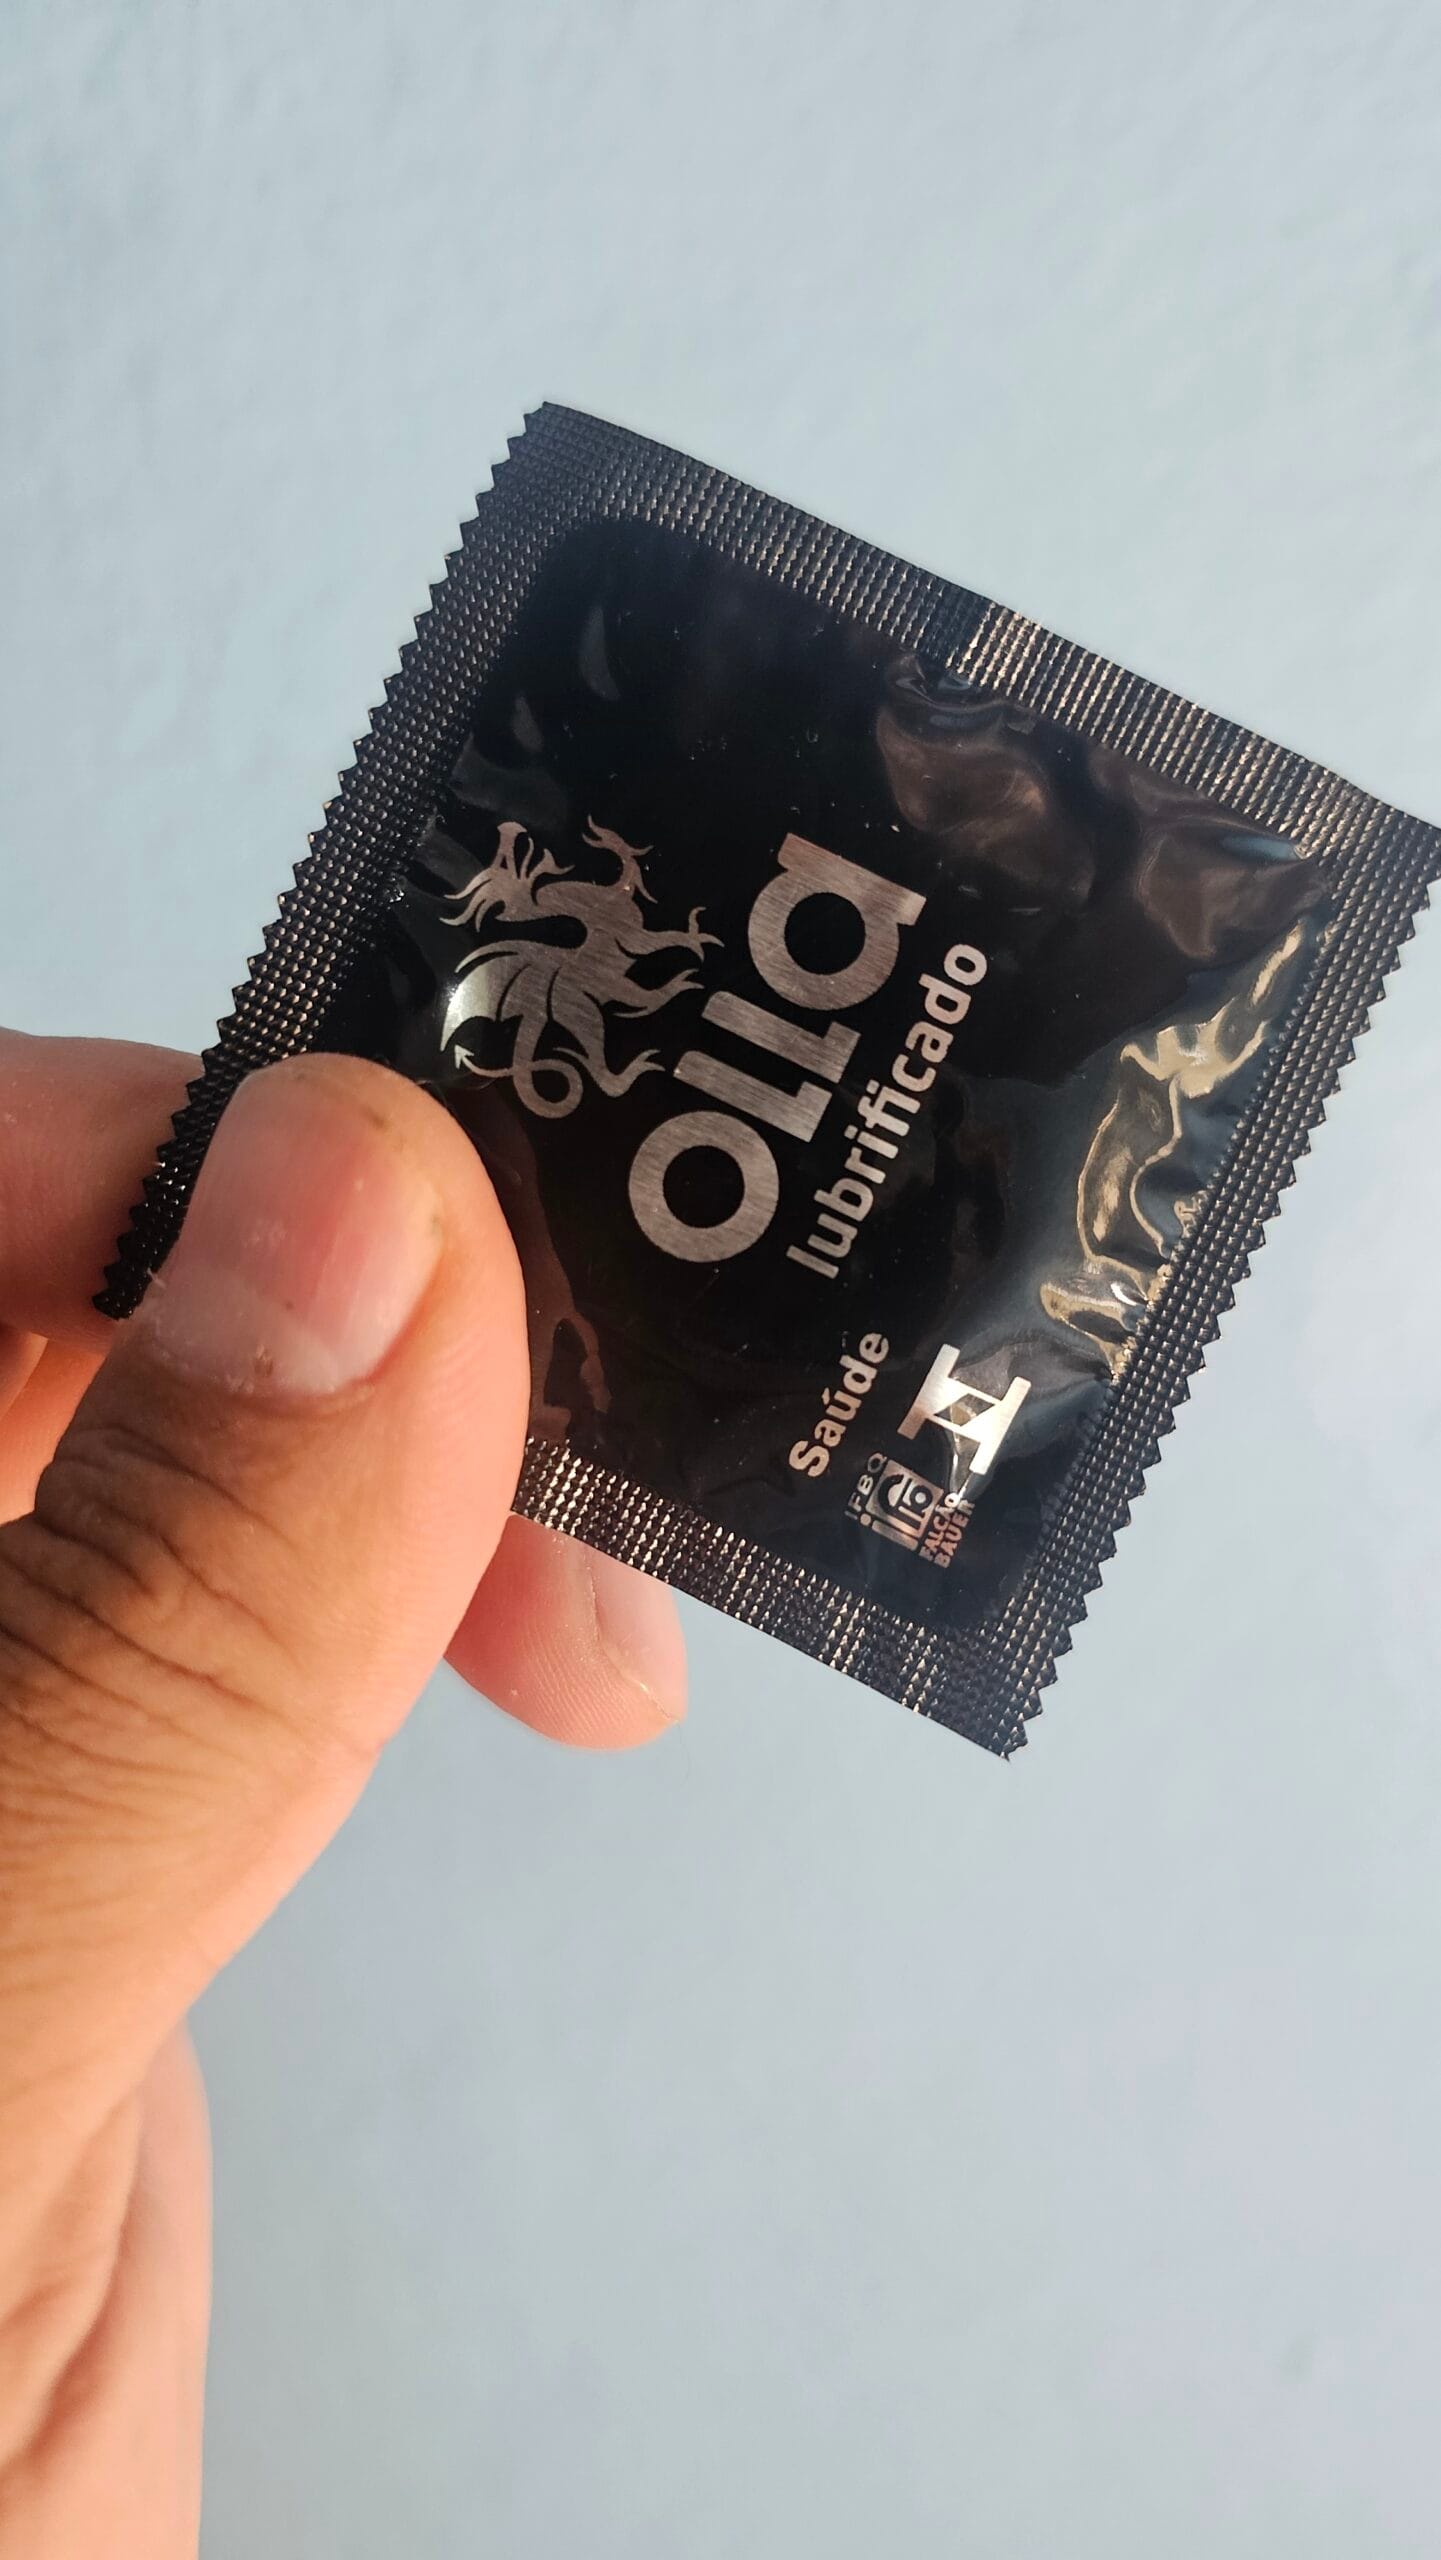 olla
lubrificado
Saúde
IFBQ
FALCÃO
BAUER